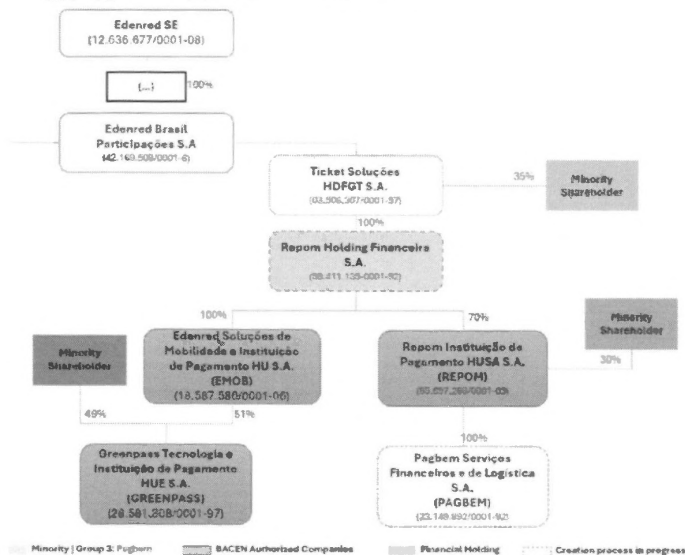 Edenred SE
(12.636.677/0001-08)
(...)
100%
Edenred Brasil
Participações S.A
Ticket Soluções
HDFGT S.A.
35%
Minority
Shareholder
100%
Repom Holding Financeira
S.A.
100%
70%
Minority
Shareholder
Edenred Soluções de
Mobilidade e Instituição
de Pagamento HU S.A.
(EMOB)
(18.587.580/0001-06)
Repom Instituição de
Pagamento HUSA S.A.
(REPOM)
30%
Minority
Shareholder
49%
51%
100%
Greenpass Tecnologia e
Instituição de Pagamento
HUE S.A.
(GREENPASS)
(28.581.308/0001-97)
Pagbem Serviços
Financeiros e de Logística
S.A.
(PAGBEM)
Minority | Group 3: Pagbem
BACEN Authorized Companies
Financial Holding
Creation process in progress